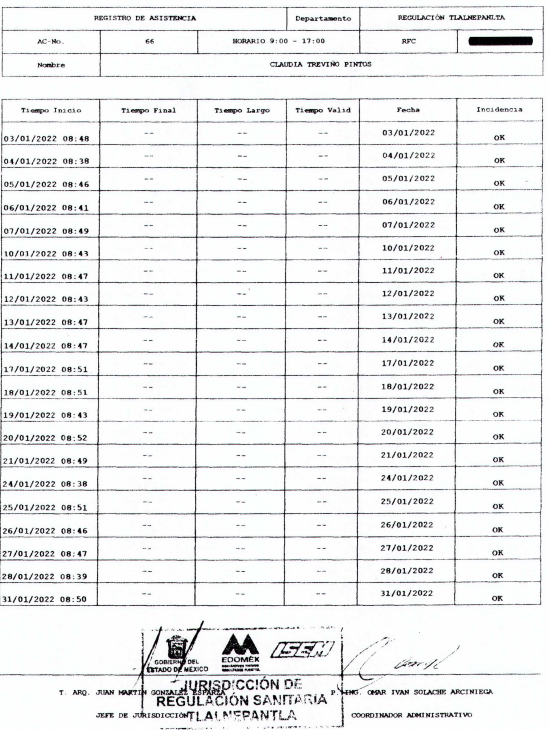 REGISTRO DE ASISTENCIA Departamento REGULACIÓN TLALNEPANLTA
AC-No. 66 HORARIO 9:00 - 17:00 RFC
Nombre CLAUDIA TREVIÑO PINTOS
Tiempo Inicio Tiempo Final Tiempo Largo Tiempo Valid Fecha Incidencia
03/01/2022 08:48 -- -- -- 03/01/2022 OK
04/01/2022 08:38 -- -- -- 04/01/2022 OK
05/01/2022 08:46 -- -- -- 05/01/2022 OK
06/01/2022 08:41 -- -- -- 06/01/2022 OK
07/01/2022 08:49 -- -- -- 07/01/2022 OK
10/01/2022 08:43 -- -- -- 10/01/2022 OK
11/01/2022 08:47 -- -- -- 11/01/2022 OK
12/01/2022 08:43 -- -- -- 12/01/2022 OK
13/01/2022 08:47 -- -- -- 13/01/2022 OK
14/01/2022 08:47 -- -- -- 14/01/2022 OK
17/01/2022 08:51 -- -- -- 17/01/2022 OK
18/01/2022 08:51 -- -- -- 18/01/2022 OK
19/01/2022 08:43 -- -- -- 19/01/2022 OK
20/01/2022 08:52 -- -- -- 20/01/2022 OK
21/01/2022 08:49 -- -- -- 21/01/2022 OK
24/01/2022 08:38 -- -- -- 24/01/2022 OK
25/01/2022 08:51 -- -- -- 25/01/2022 OK
26/01/2022 08:46 -- -- -- 26/01/2022 OK
27/01/2022 08:47 -- -- -- 27/01/2022 OK
28/01/2022 08:39 -- -- -- 28/01/2022 OK
31/01/2022 08:50 -- -- -- 31/01/2022 OK
GOBIERNO DEL
ESTADO DE MÉXICO
EDOMÉX
ISEM
JURISDICCIÓN DE
REGULACIÓN SANITARIA
TLALNEPANTLA
T. ARQ. JUAN MARTIN GONZALEZ ESPARZA
JEFE DE JURISDICCIÓN
P. ING. OMAR IVAN SOLACHE ARCINIEGA
COORDINADOR ADMINISTRATIVO